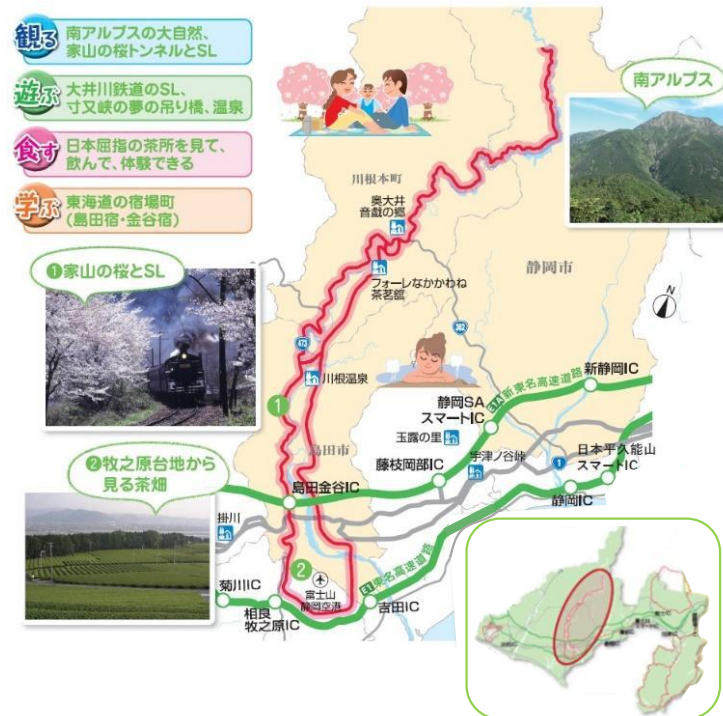 観る
南アルプスの大自然、
家山の桜トンネルとSL
遊ぶ
大井川鉄道のSL、
寸又峡の夢の吊り橋、温泉
食す
日本屈指の茶所を見て、
飲んで、体験できる
学ぶ
東海道の宿場町
(島田宿・金谷宿)
南アルプス
川根本町
奥大井
音戯の郷
静岡市
❶家山の桜とSL
フォーレなかかわね
茶茗舘
N
362
473
川根温泉
新静岡IC
E1A 新東名高速道路
静岡SA
スマートIC
1
玉露の里
島田市
宇津ノ谷峠
1
日本平久能山
スマートIC
❷牧之原台地から
見る茶畑
藤枝岡部IC
島田金谷IC
静岡IC
掛川
2
E1 東名高速道路
菊川IC
富士山
静岡空港
相良
牧之原IC
吉田IC